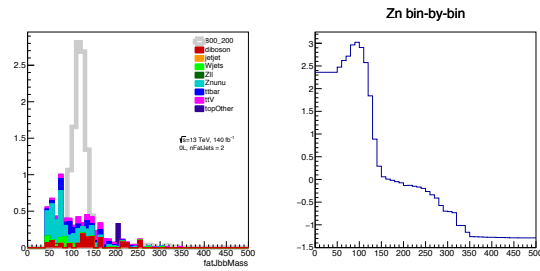 Zn bin-by-bin
800_200
diboson
jetjet
Wjets
Zll
Znunu
ttbar
ttV
topOther
√s=13 TeV, 140 fb⁻¹
0L, nFatJets = 2
2.5
2
1.5
1
0.5
0
0 50 100 150 200 250 300 350 400 450 500
fatJbbMass
3
2.5
2
1.5
1
0.5
0
−0.5
−1
−1.5
0 50 100 150 200 250 300 350 400 450 500